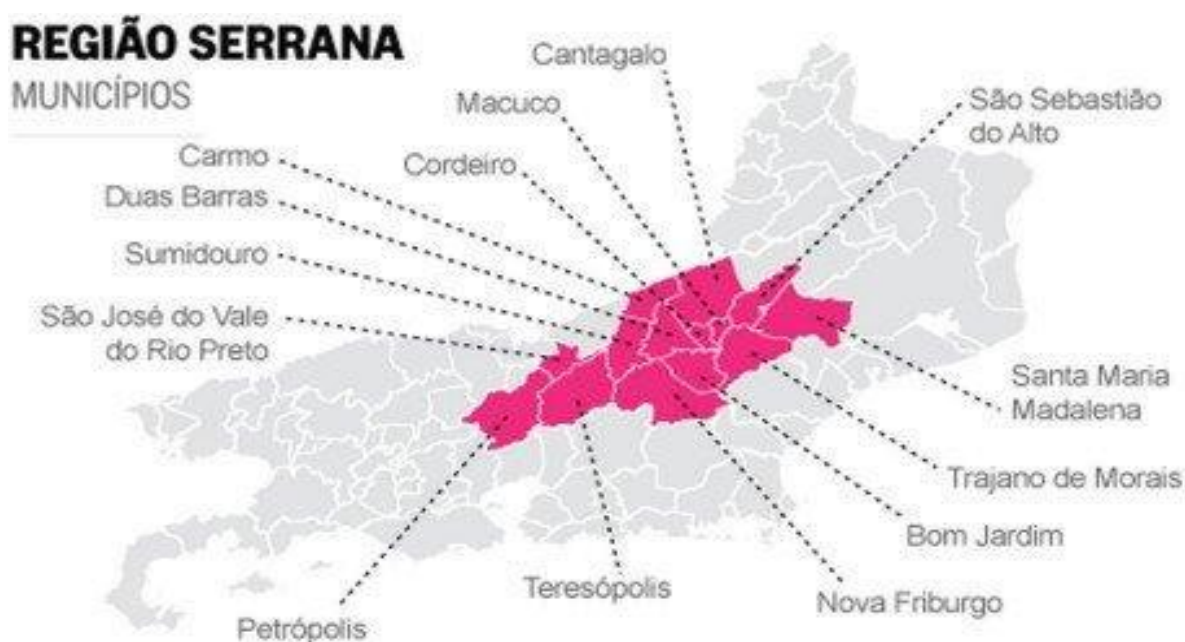 REGIÃO SERRANA
MUNICÍPIOS
Cantagalo
Macuco
São Sebastião
do Alto
Carmo
Cordeiro
Duas Barras
Sumidouro
São José do Vale
do Rio Preto
Santa Maria
Madalena
Trajano de Morais
Bom Jardim
Teresópolis
Nova Friburgo
Petrópolis